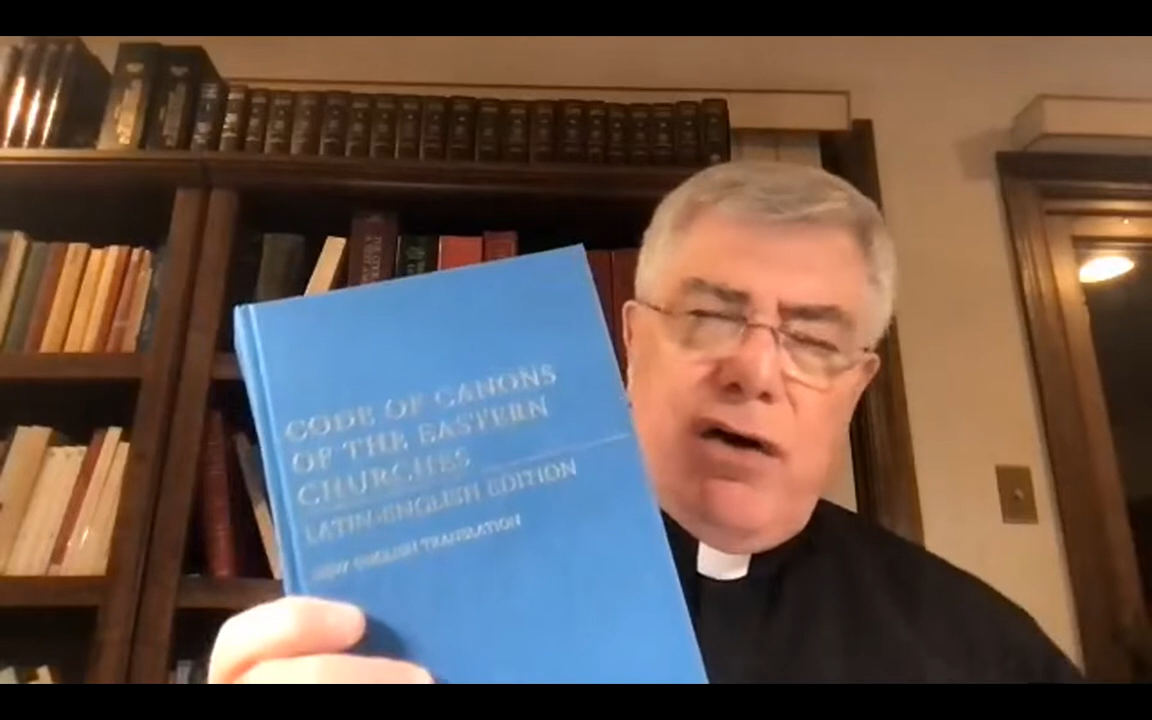 CODE OF CANONS
OF THE EASTERN
CHURCHES
LATIN-ENGLISH EDITION
NEW ENGLISH TRANSLATION